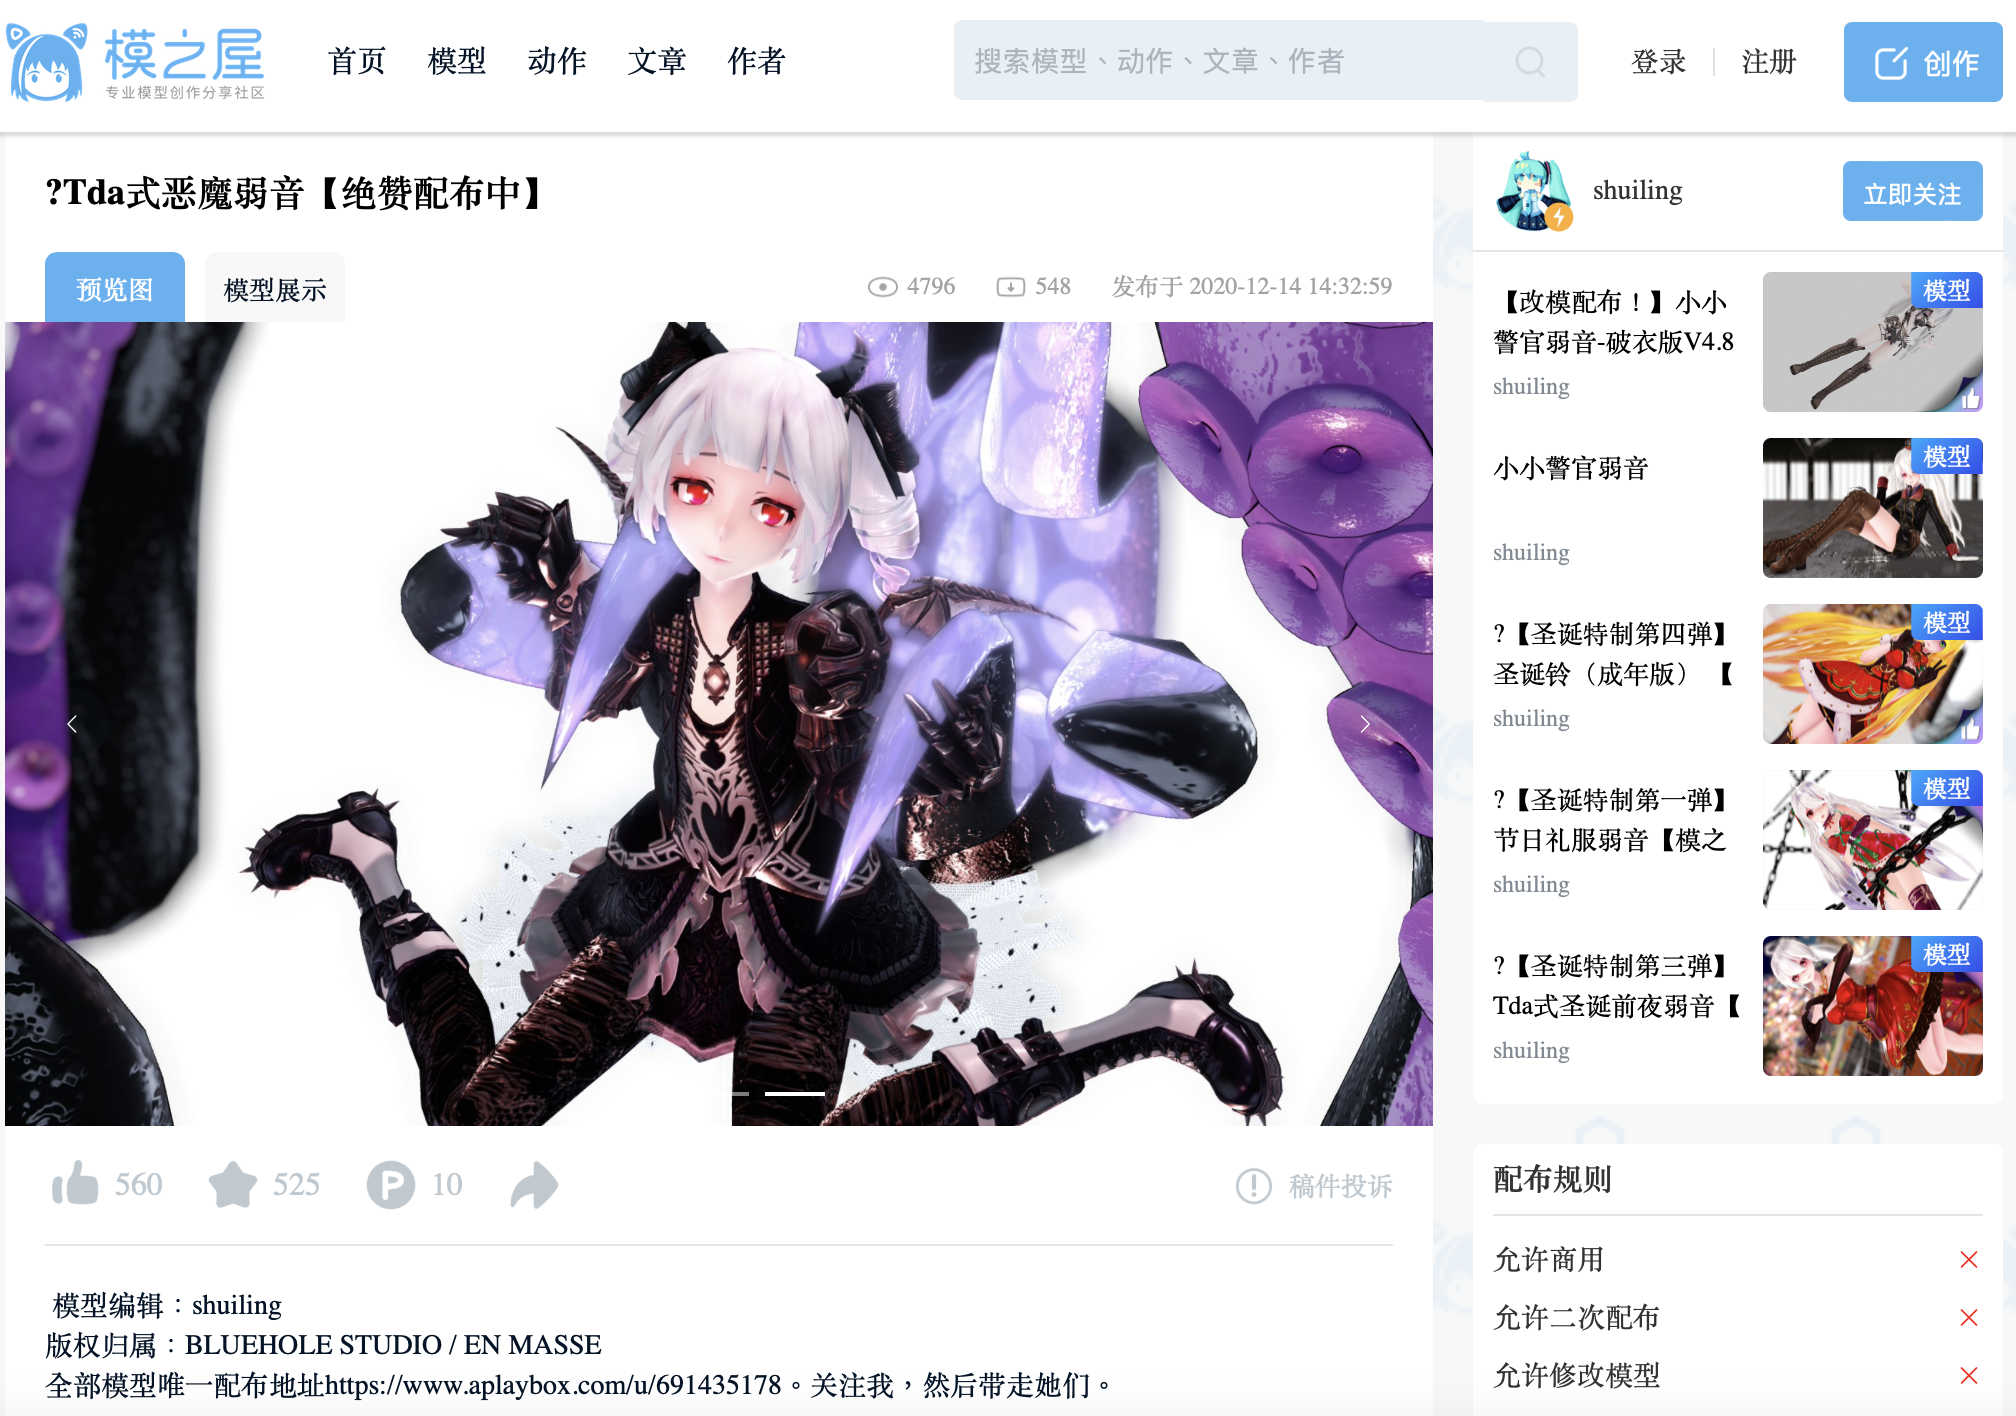 模之屋
专业模型创作分享社区
首页 模型 动作 文章 作者
搜索模型、动作、文章、作者
登录 注册
创作
?Tda式恶魔弱音【绝赞配布中】
预览图 模型展示
4796 548 发布于 2020-12-14 14:32:59
560 525 P 10
稿件投诉
模型编辑：shuiling
版权归属：BLUEHOLE STUDIO / EN MASSE
全部模型唯一配布地址https://www.aplaybox.com/u/691435178。关注我，然后带走她们。
shuiling
立即关注
【改模配布！】小小
警官弱音-破衣版V4.8
shuiling
模型
小小警官弱音
shuiling
模型
?【圣诞特制第四弹】
圣诞铃（成年版） 【
shuiling
模型
?【圣诞特制第一弹】
节日礼服弱音【模之
shuiling
模型
?【圣诞特制第三弹】
Tda式圣诞前夜弱音【
shuiling
模型
配布规则
允许商用
允许二次配布
允许修改模型